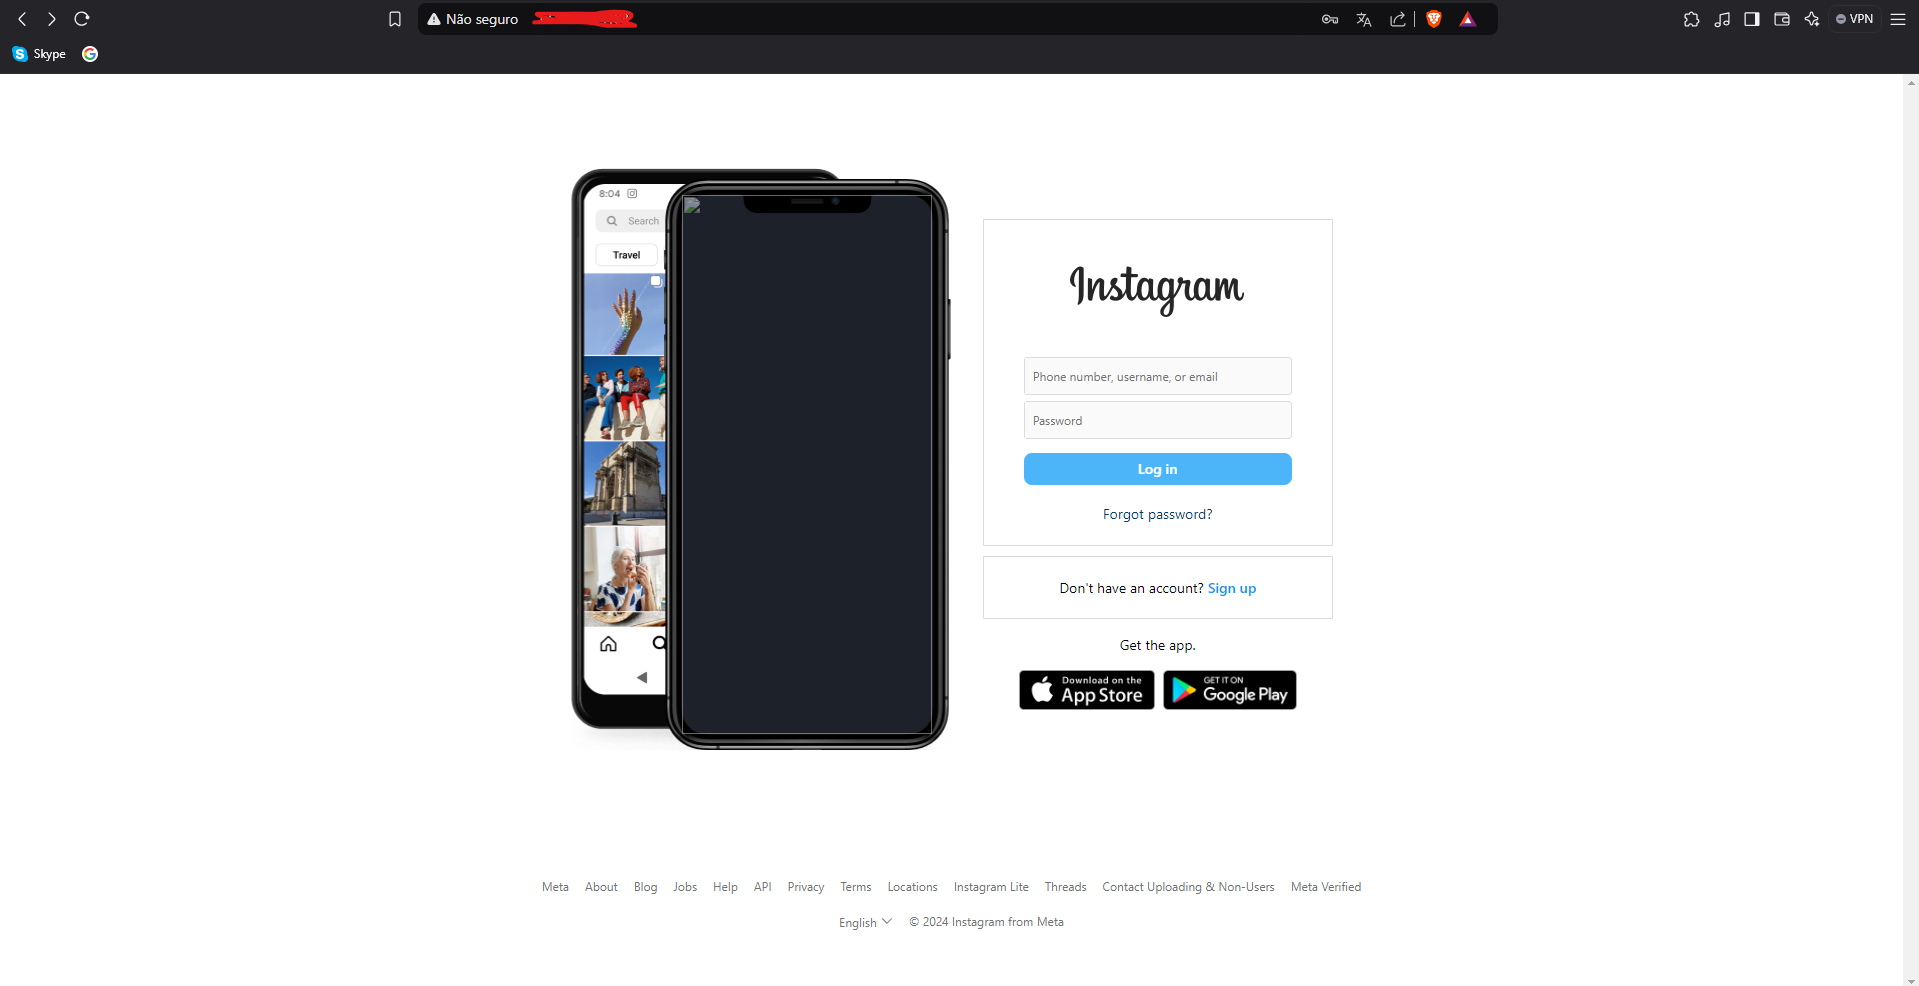 Não seguro
VPN
Skype
8:04
Search
Travel
Instagram
Phone number, username, or email
Password
Log in
Forgot password?
Don't have an account? Sign up
Get the app.
Download on the
App Store
GET IT ON
Google Play
Meta About Blog Jobs Help API Privacy Terms Locations Instagram Lite Threads Contact Uploading & Non-Users Meta Verified
English © 2024 Instagram from Meta